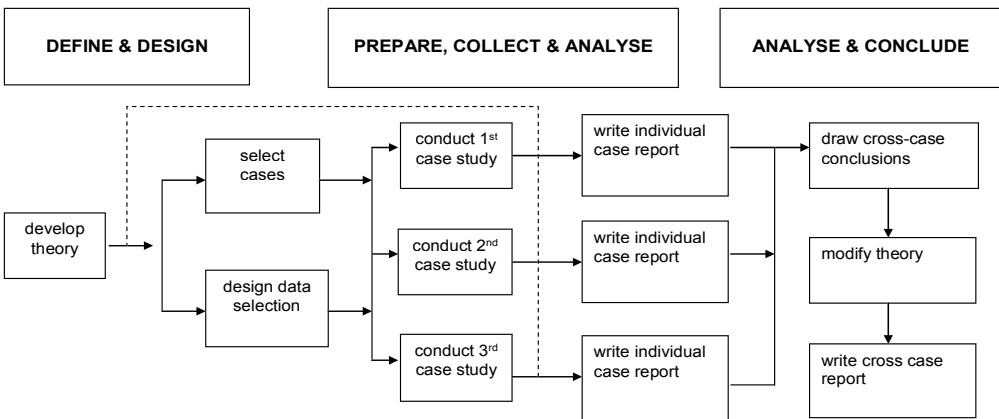 DEFINE & DESIGN
PREPARE, COLLECT & ANALYSE
ANALYSE & CONCLUDE
develop
theory
select
cases
design data
selection
conduct 1st
case study
conduct 2nd
case study
conduct 3rd
case study
write individual
case report
write individual
case report
write individual
case report
draw cross-case
conclusions
modify theory
write cross case
report